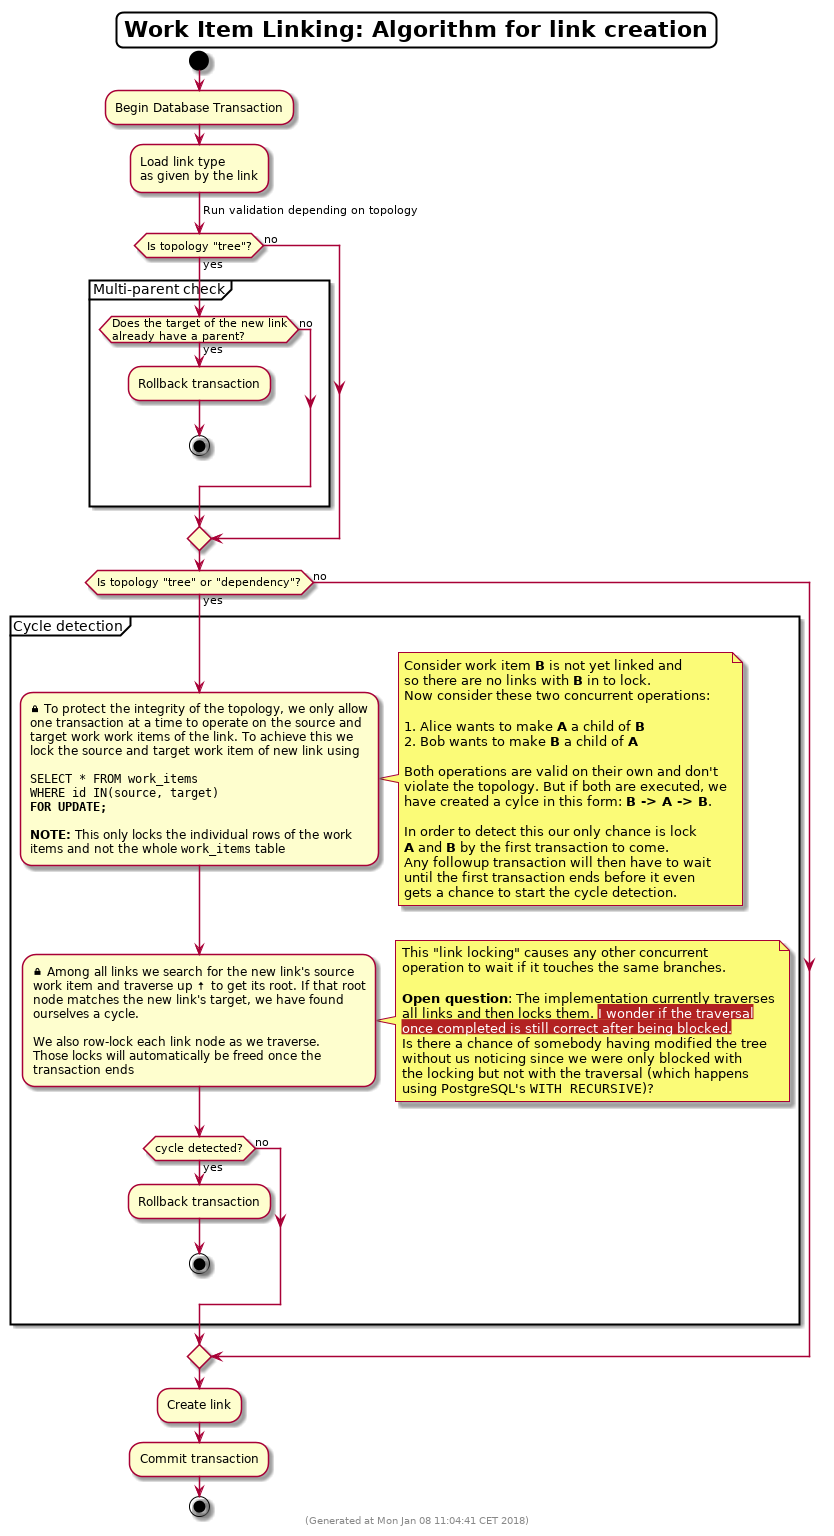 Work Item Linking: Algorithm for link creation
Begin Database Transaction
Load link type
as given by the link
Run validation depending on topology
Is topology "tree"?
no
yes
Multi-parent check
Does the target of the new link
already have a parent?
no
yes
Rollback transaction
Is topology "tree" or "dependency"?
no
yes
Cycle detection
🔒 To protect the integrity of the topology, we only allow
one transaction at a time to operate on the source and
target work work items of the link. To achieve this we
lock the source and target work item of new link using
SELECT * FROM work_items
WHERE id IN(source, target)
FOR UPDATE;
NOTE: This only locks the individual rows of the work
items and not the whole work_items table
Consider work item B is not yet linked and
so there are no links with B in to lock.
Now consider these two concurrent operations:
1. Alice wants to make A a child of B
2. Bob wants to make B a child of A
Both operations are valid on their own and don't
violate the topology. But if both are executed, we
have created a cylce in this form: B -> A -> B.
In order to detect this our only chance is lock
A and B by the first transaction to come.
Any followup transaction will then have to wait
until the first transaction ends before it even
gets a chance to start the cycle detection.
🔒 Among all links we search for the new link's source
work item and traverse up ↑ to get its root. If that root
node matches the new link's target, we have found
ourselves a cycle.
We also row-lock each link node as we traverse.
Those locks will automatically be freed once the
transaction ends
This "link locking" causes any other concurrent
operation to wait if it touches the same branches.
Open question: The implementation currently traverses
all links and then locks them. I wonder if the traversal
once completed is still correct after being blocked.
Is there a chance of somebody having modified the tree
without us noticing since we were only blocked with
the locking but not with the traversal (which happens
using PostgreSQL's WITH RECURSIVE)?
cycle detected?
no
yes
Rollback transaction
Create link
Commit transaction
(Generated at Mon Jan 08 11:04:41 CET 2018)